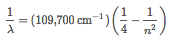 1/λ = (109,700 cm⁻¹)(1/4 − 1/n²)